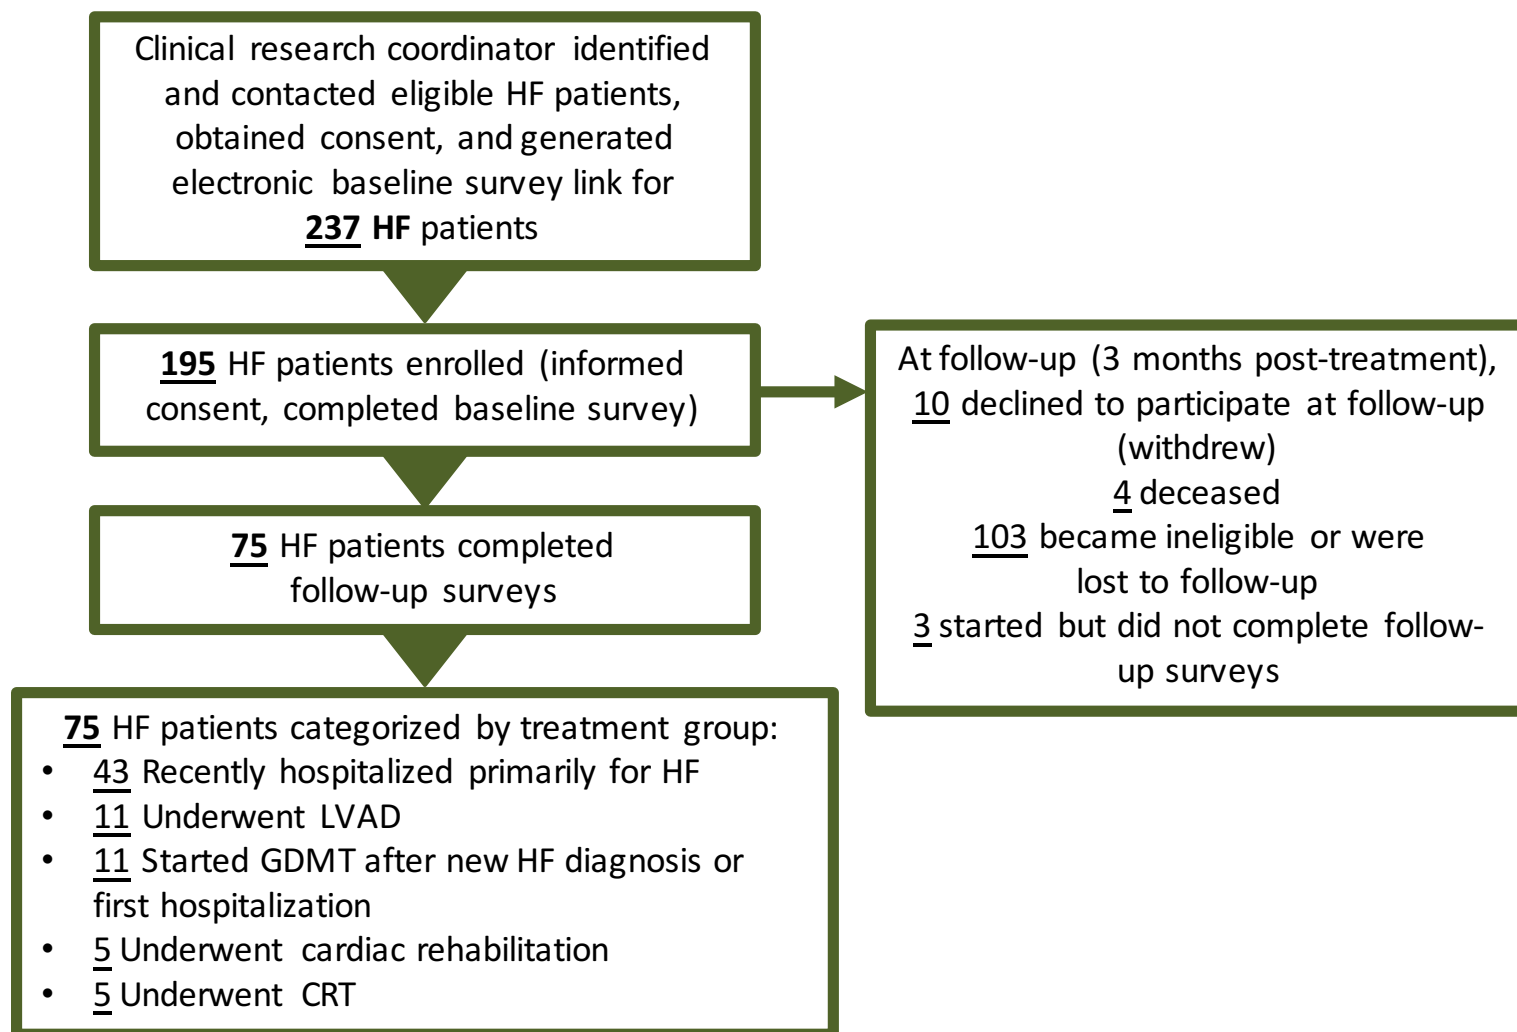 Clinical research coordinator identified
and contacted eligible HF patients,
obtained consent, and generated
electronic baseline survey link for
237 HF patients
195 HF patients enrolled (informed
consent, completed baseline survey)
At follow-up (3 months post-treatment),
10 declined to participate at follow-up
(withdrew)
4 deceased
103 became ineligible or were
lost to follow-up
3 started but did not complete follow-
up surveys
75 HF patients completed
follow-up surveys
75 HF patients categorized by treatment group:
• 43 Recently hospitalized primarily for HF
• 11 Underwent LVAD
• 11 Started GDMT after new HF diagnosis or
first hospitalization
• 5 Underwent cardiac rehabilitation
• 5 Underwent CRT